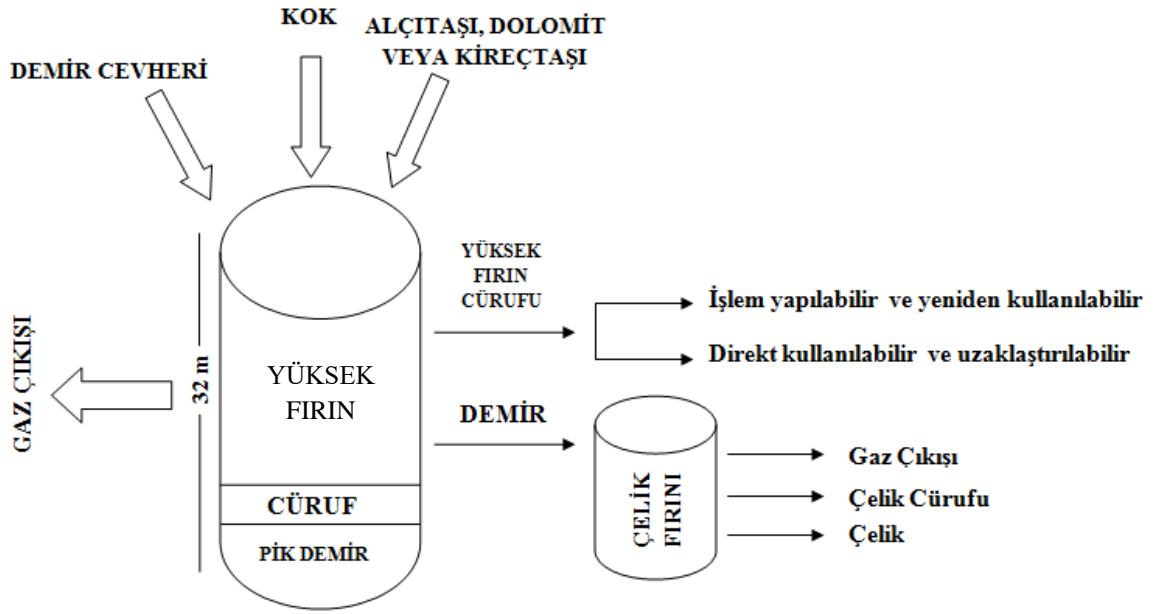 KOK
ALÇITAŞI, DOLOMİT
VEYA KİREÇTAŞI
DEMİR CEVHERİ
GAZ ÇIKIŞI
32 m
YÜKSEK
FIRIN
CÜRUF
PİK DEMİR
YÜKSEK
FIRIN
CÜRUFU
İşlem yapılabilir ve yeniden kullanılabilir
Direkt kullanılabilir ve uzaklaştırılabilir
DEMİR
ÇELİK
FIRINI
Gaz Çıkışı
Çelik Cürufu
Çelik